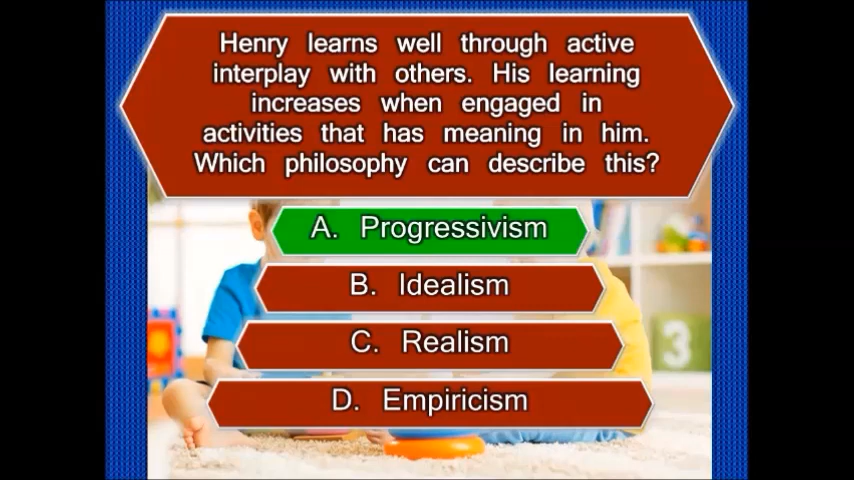 Henry learns well through active
interplay with others. His learning
increases when engaged in
activities that has meaning in him.
Which philosophy can describe this?
A. Progressivism
B. Idealism
C. Realism
D. Empiricism
3